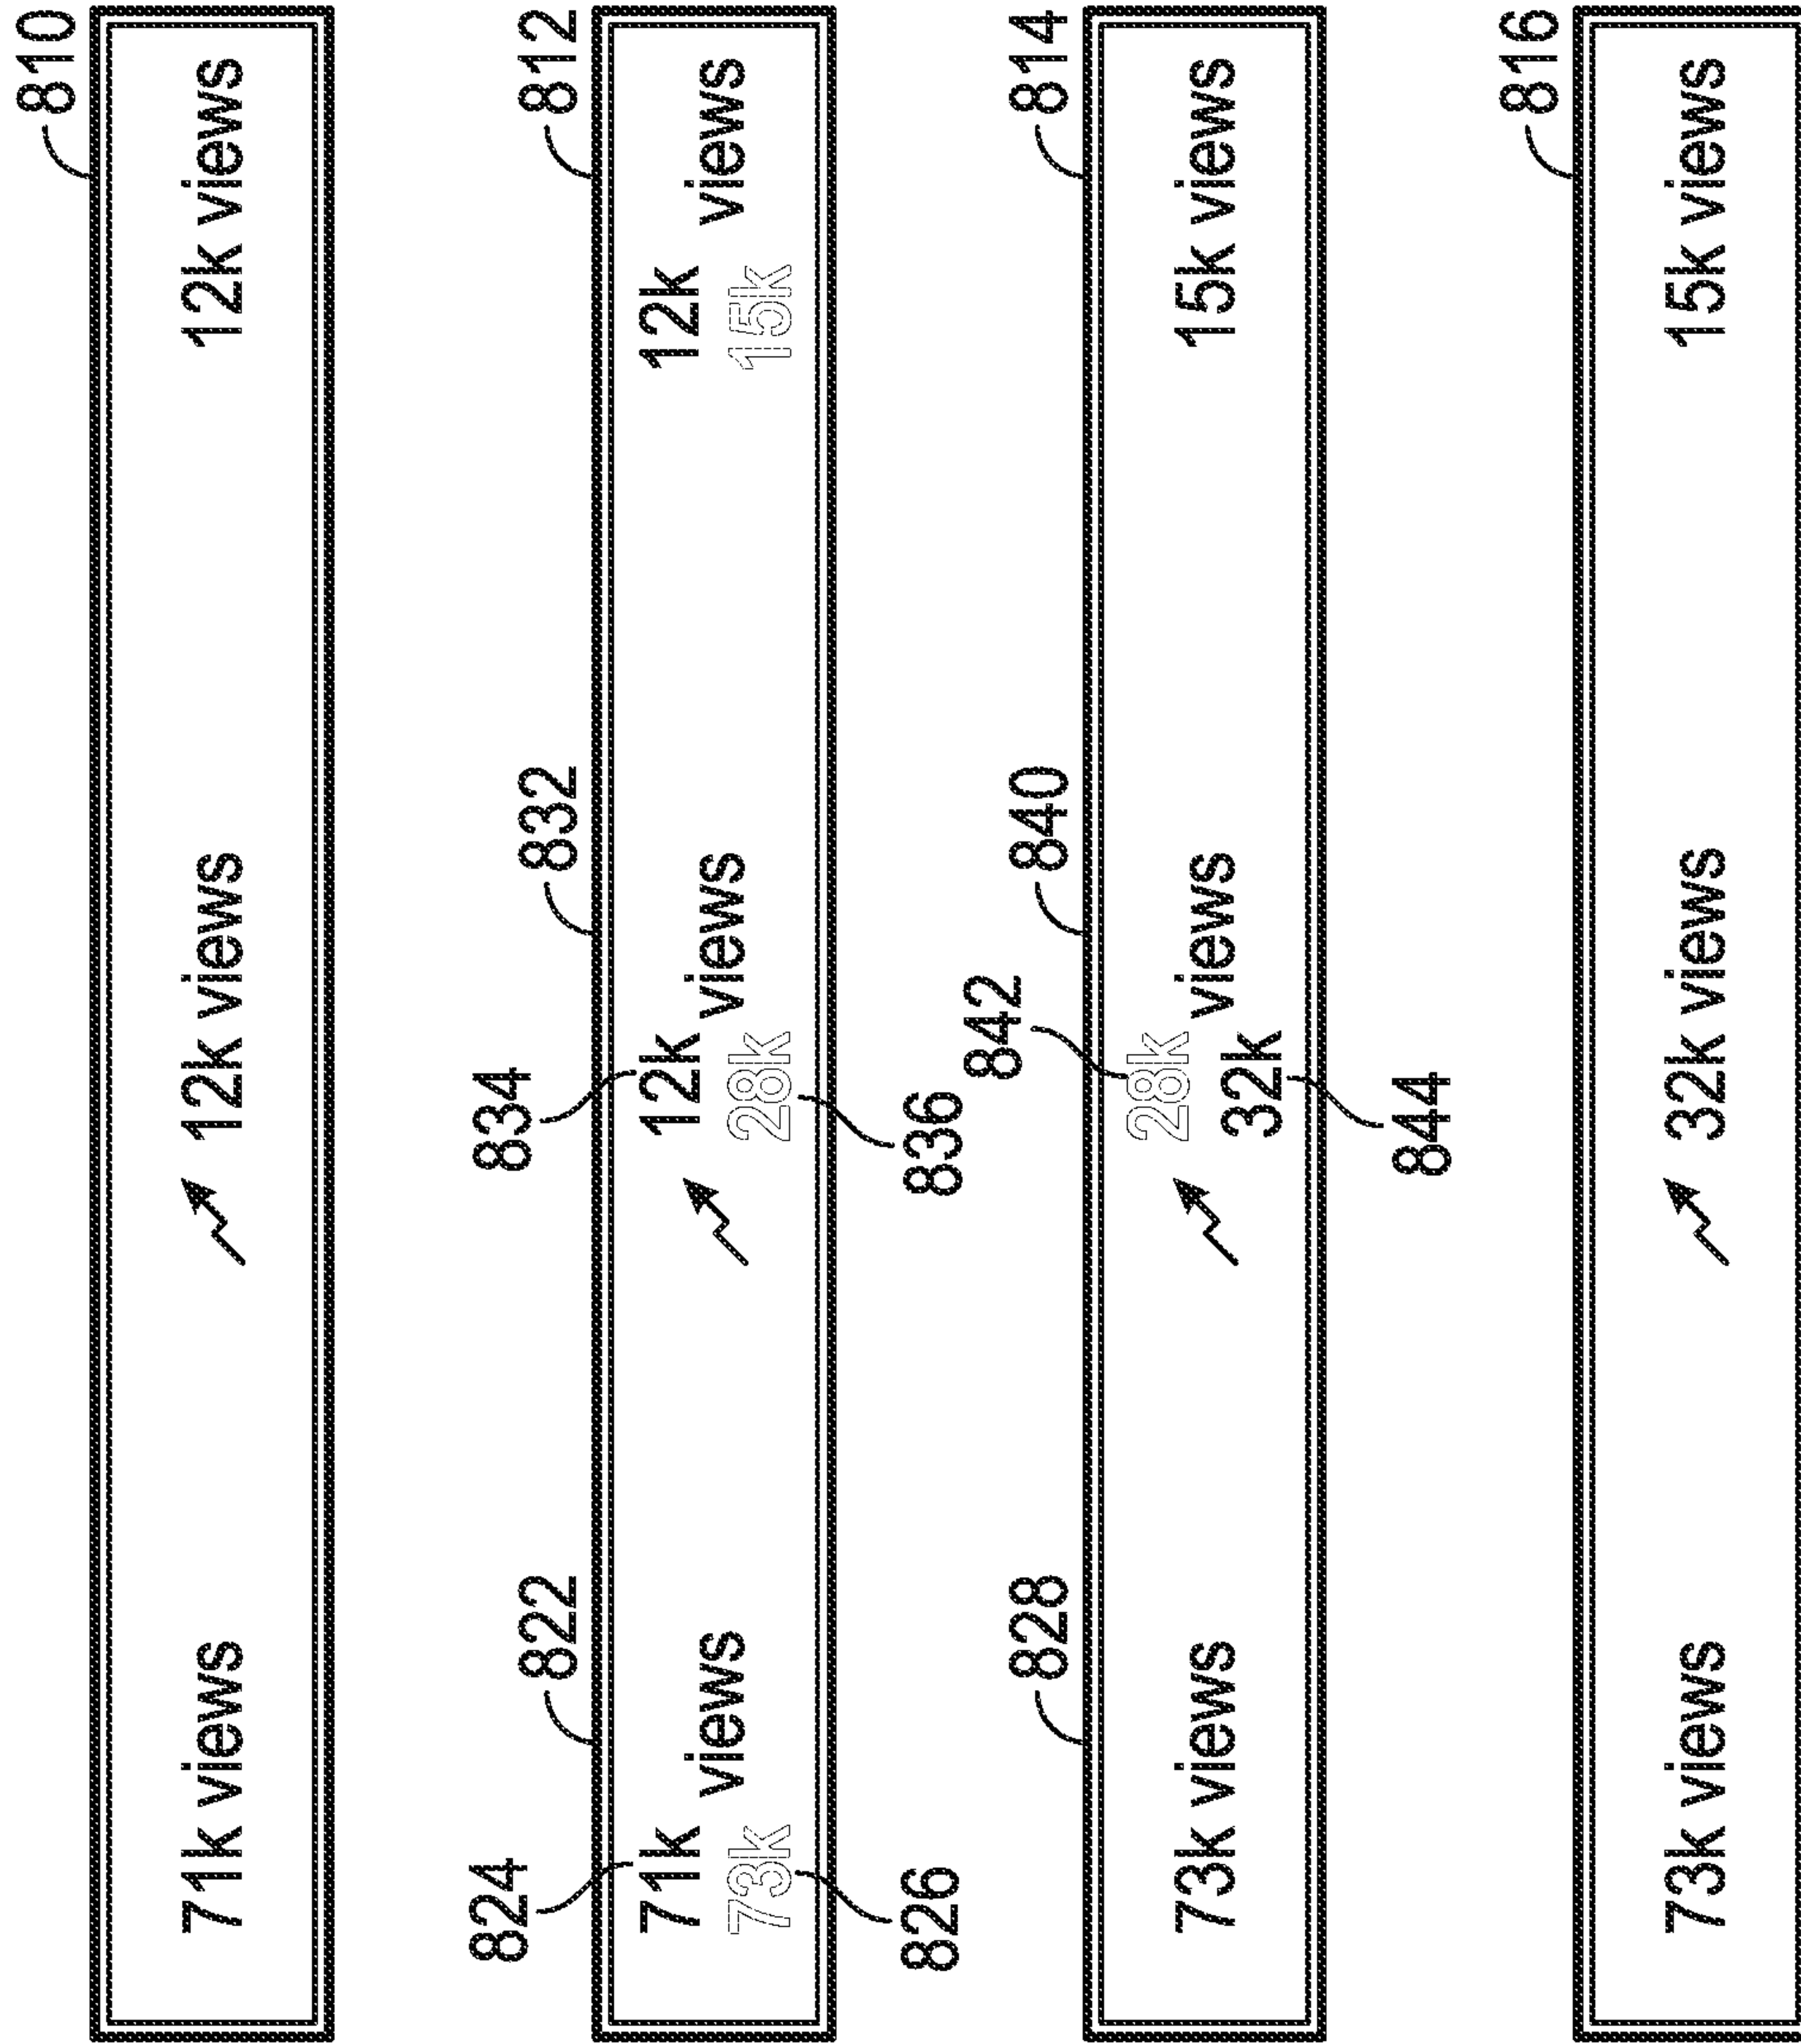 810
71k views 12k views 12k views
822 832 812
824 834
71k 12k 12k
views views views
73k 28k 15k
826 836
828 840 814
842
28k
73k views views 15k views
32k
844
816
73k views 32k views 15k views